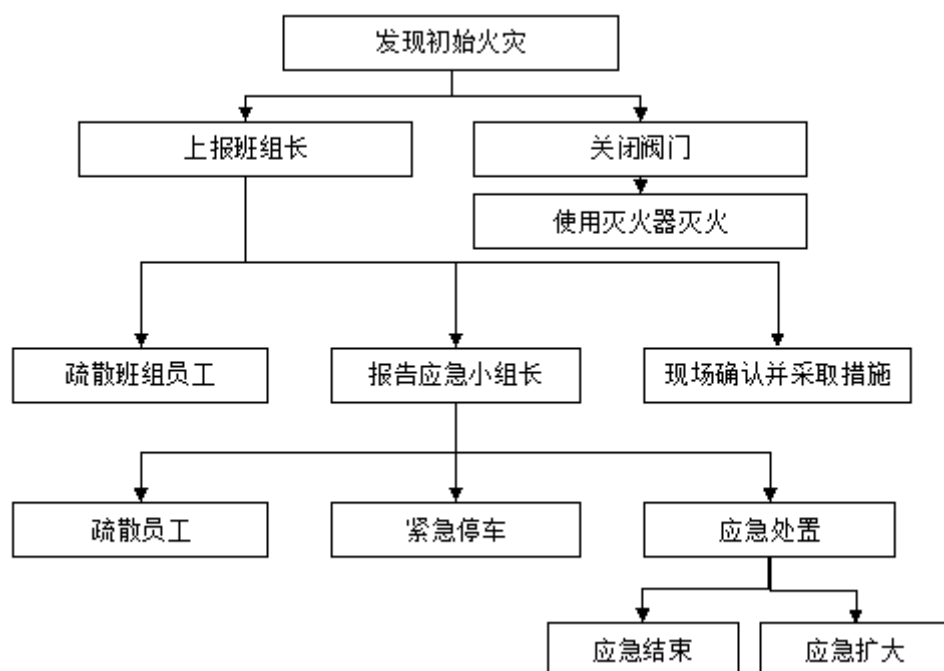 发现初始火灾
上报班组长
关闭阀门
使用灭火器灭火
疏散班组员工
报告应急小组长
现场确认并采取措施
疏散员工
紧急停车
应急处置
应急结束
应急扩大